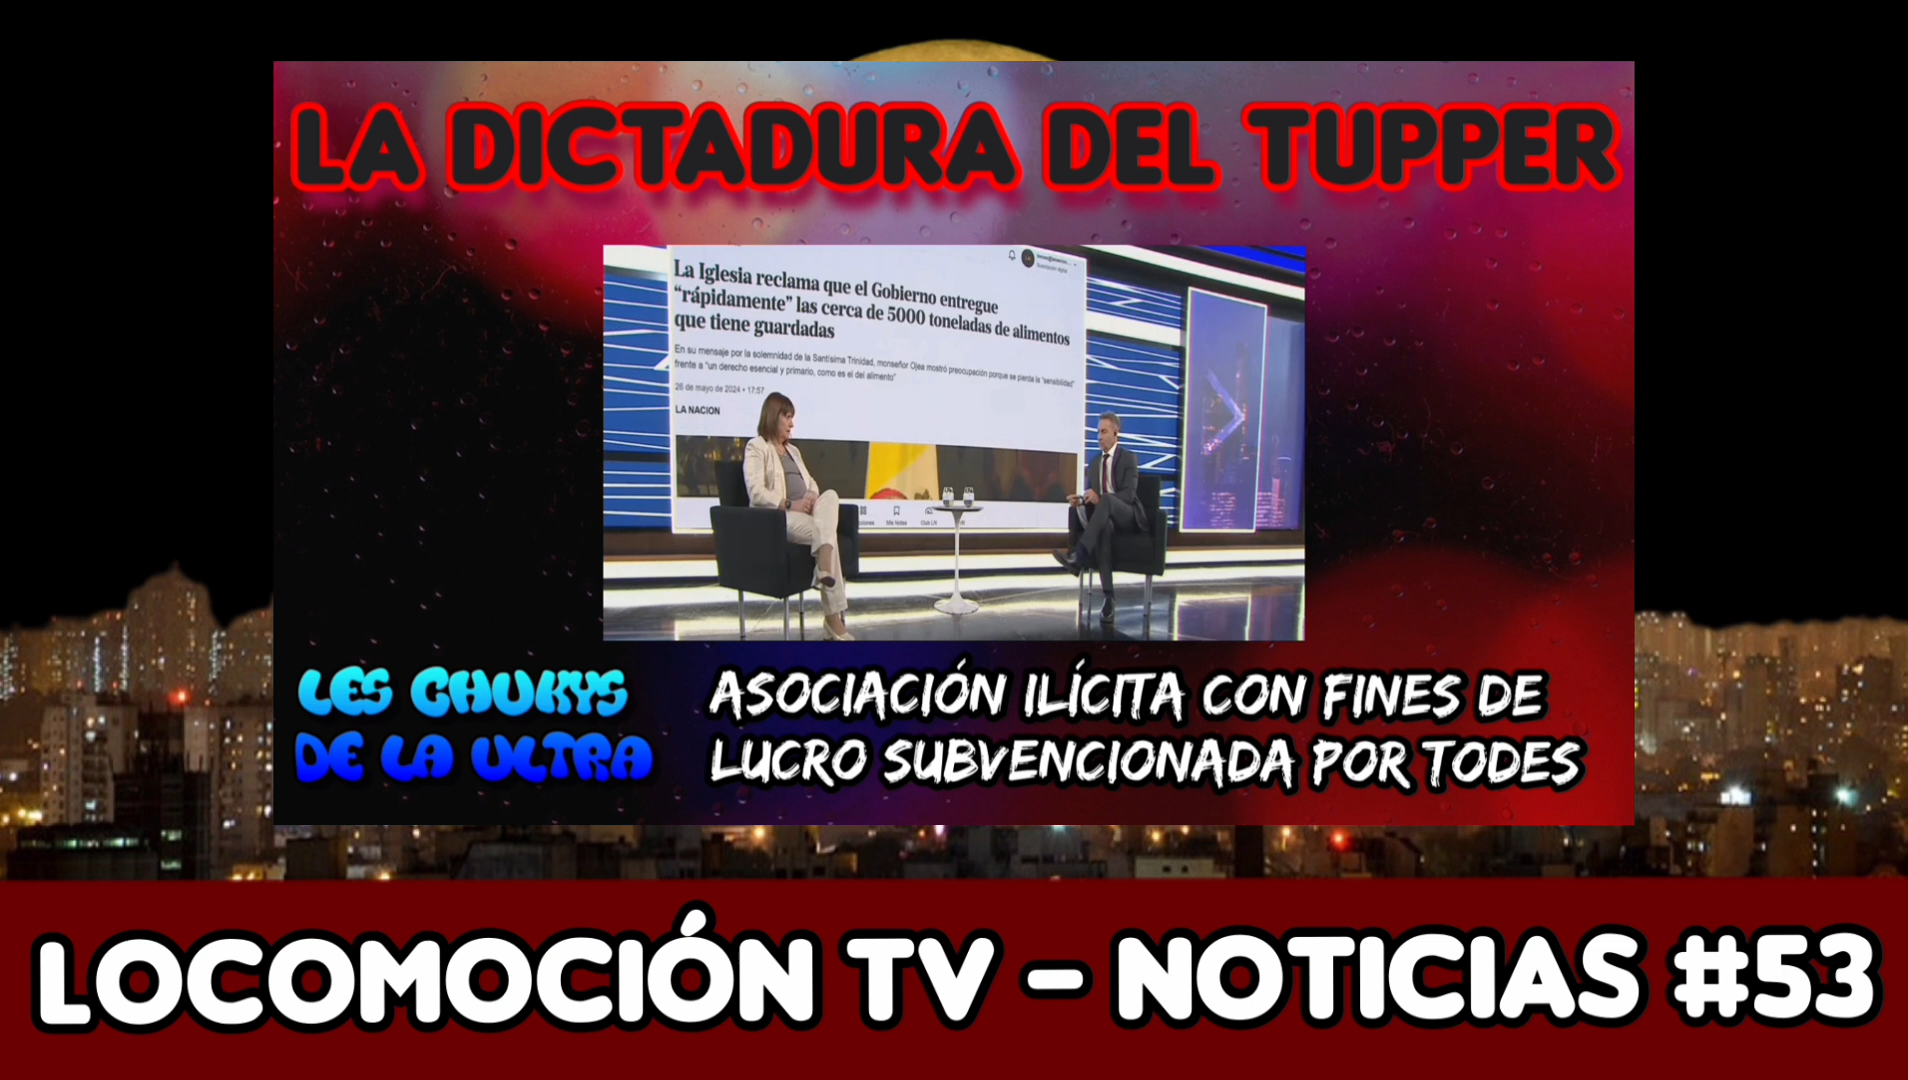 LA DICTADURA DEL TUPPER
La Iglesia reclama que el Gobierno entregue
“rápidamente” las cerca de 5000 toneladas de alimentos
que tiene guardadas
En su mensaje por la solemnidad de la Santísima Trinidad, monseñor Ojea mostró preocupación porque se pierda la “sensibilidad”
frente a “un derecho esencial y primario, como es el del alimento”
26 de mayo de 2024 • 17:57
LA NACION
Mis Notas Club LN
LES CHUKYS
DE LA ULTRA
ASOCIACIÓN ILÍCITA CON FINES DE
LUCRO SUBVENCIONADA POR TODES
LOCOMOCIÓN TV - NOTICIAS #53